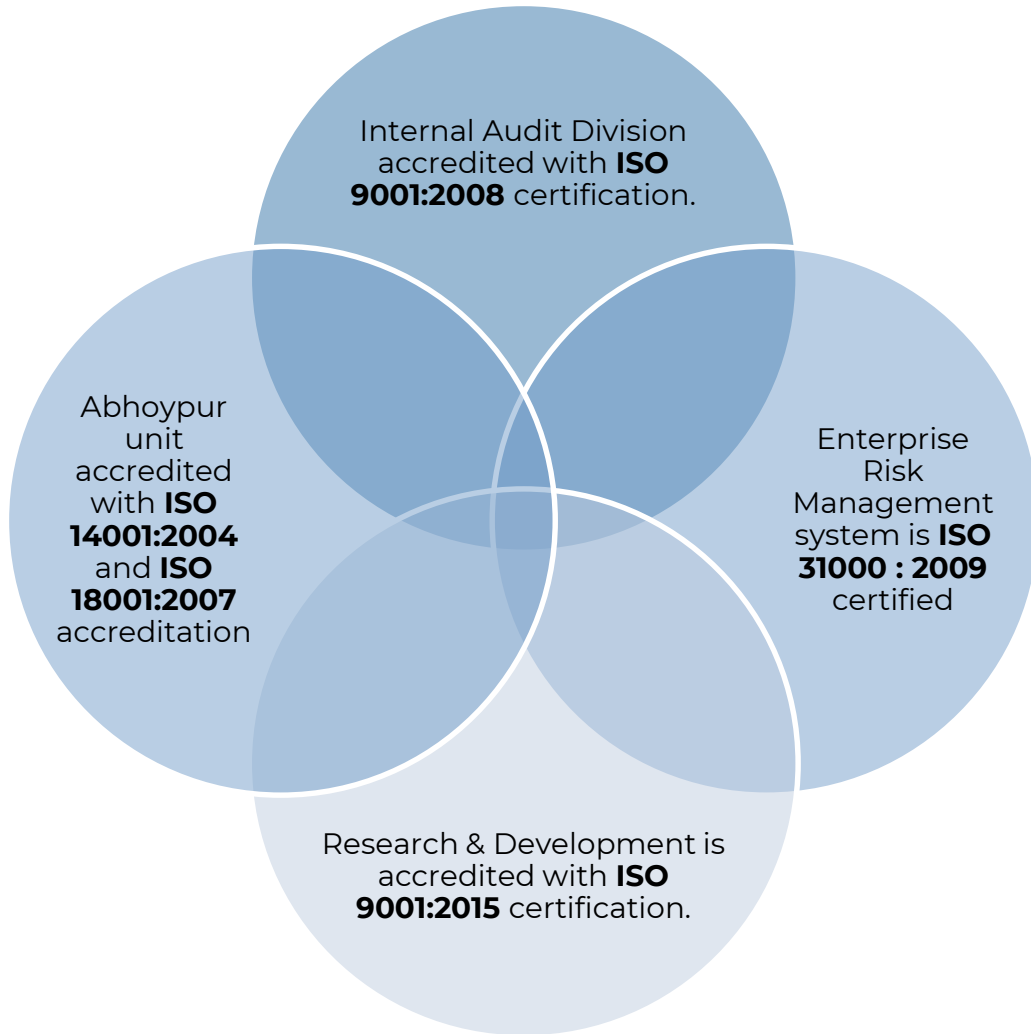 Internal Audit Division
accredited with ISO
9001:2008 certification.
Abhoypur
unit
accredited
with ISO
14001:2004
and ISO
18001:2007
accreditation
Enterprise
Risk
Management
system is ISO
31000 : 2009
certified
Research & Development is
accredited with ISO
9001:2015 certification.